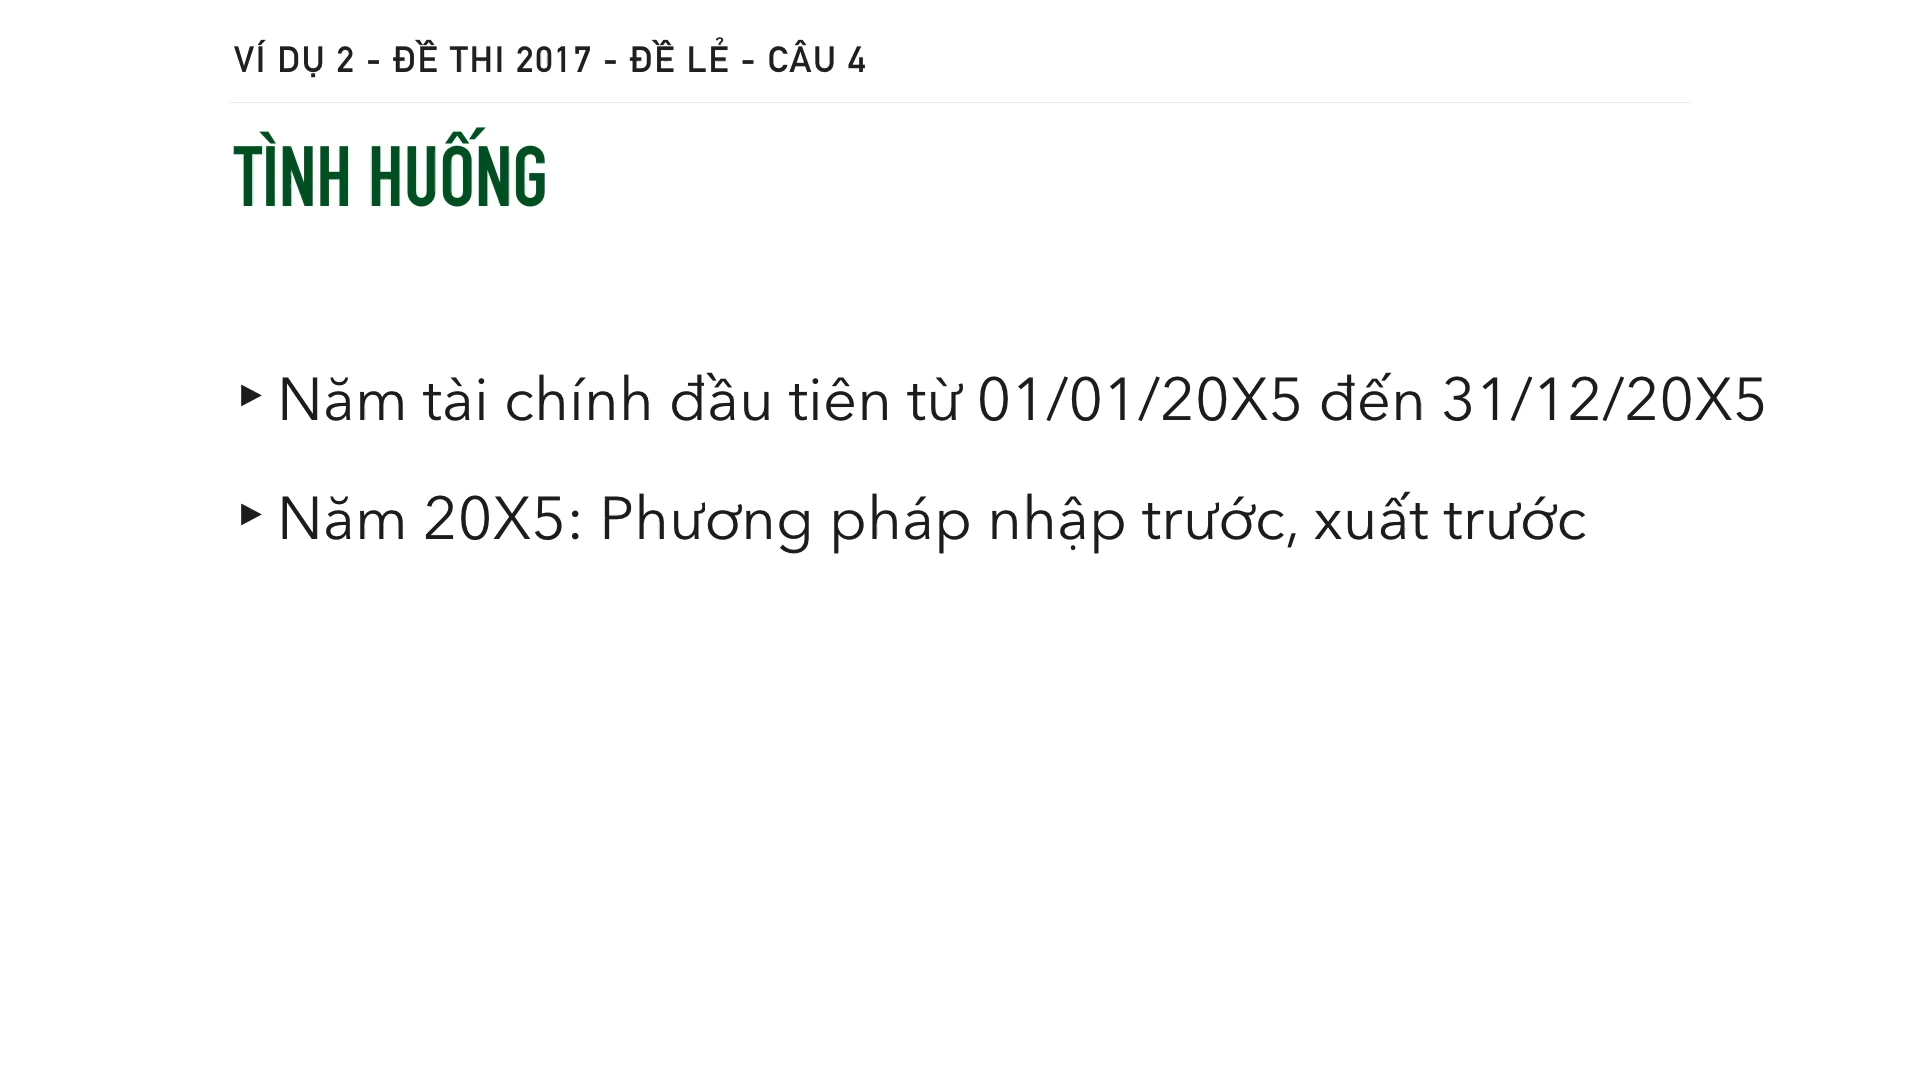 VÍ DỤ 2 - ĐỀ THI 2017 - ĐỀ LẺ - CÂU 4
TÌNH HUỐNG
▸ Năm tài chính đầu tiên từ 01/01/20X5 đến 31/12/20X5
▸ Năm 20X5: Phương pháp nhập trước, xuất trước